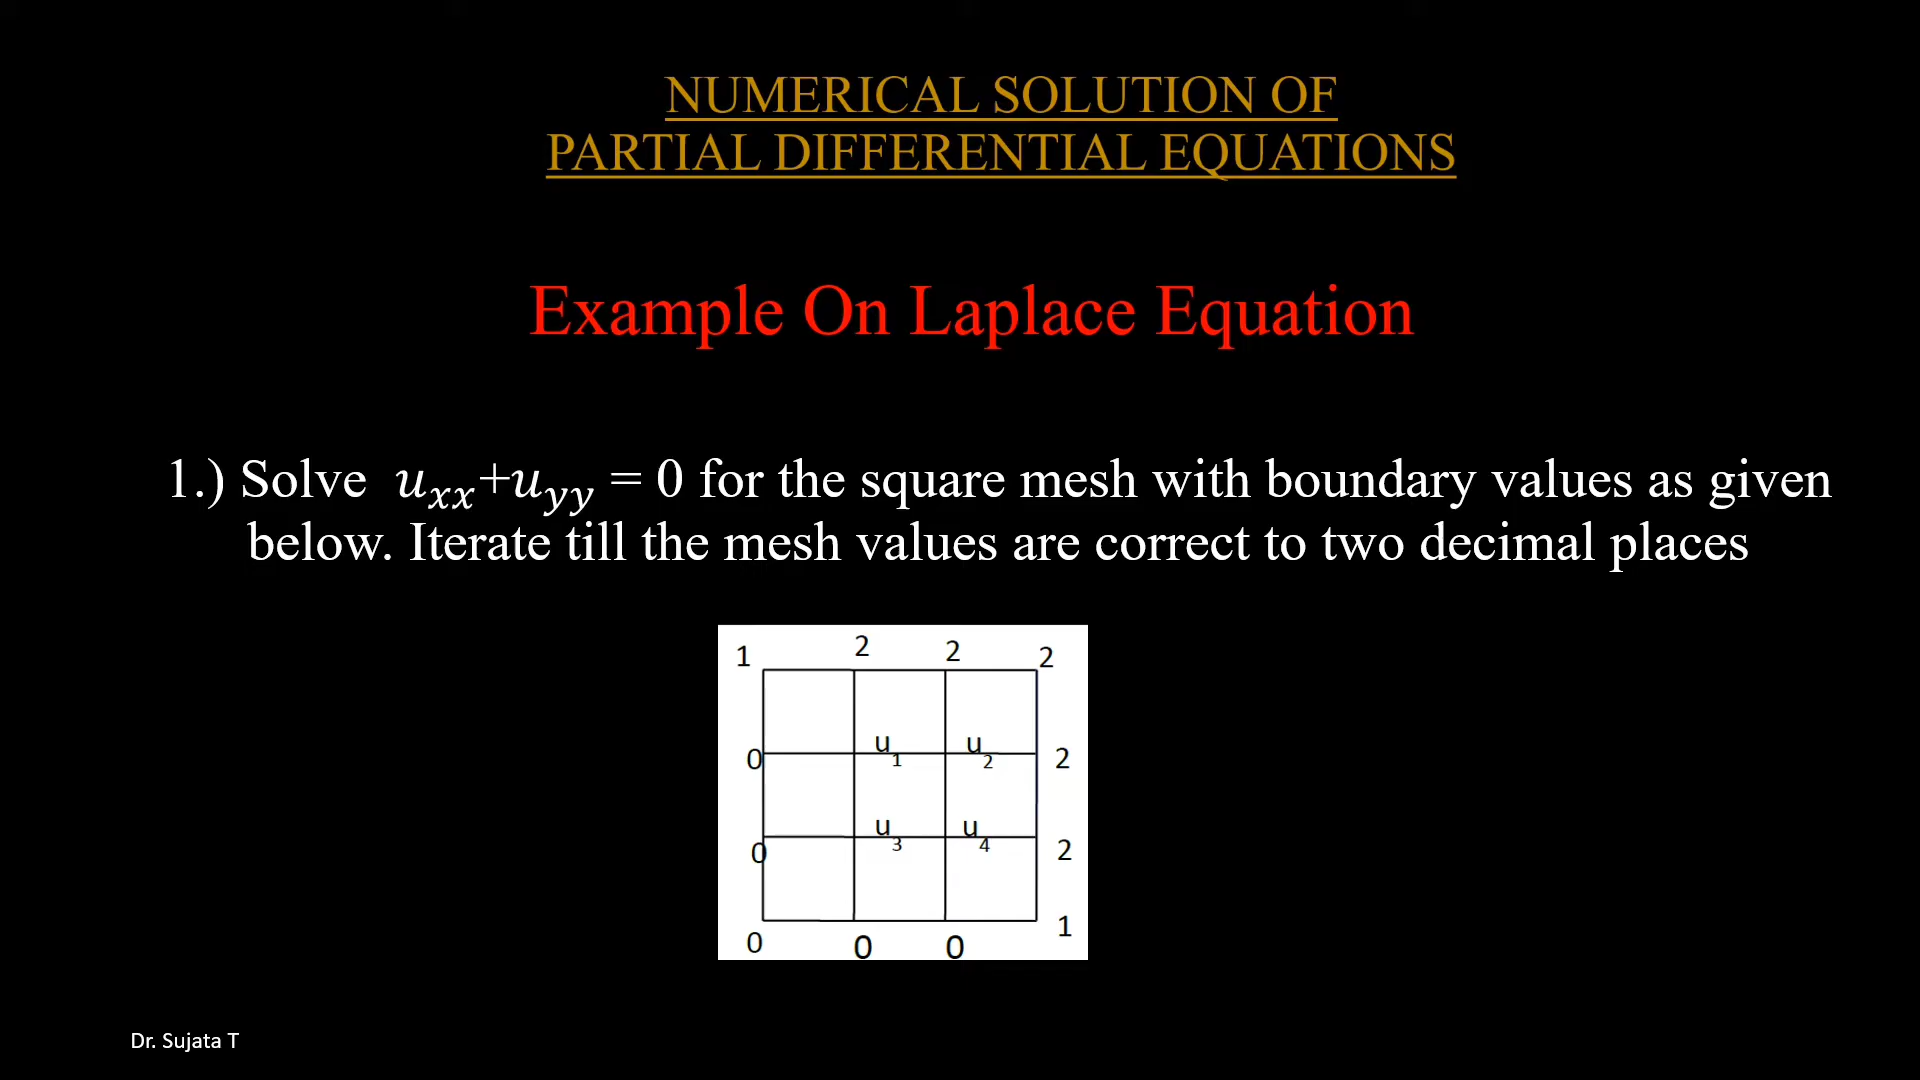 NUMERICAL SOLUTION OF
PARTIAL DIFFERENTIAL EQUATIONS
Example On Laplace Equation
1.) Solve 𝑢𝑥𝑥+𝑢𝑦𝑦 = 0 for the square mesh with boundary values as given
below. Iterate till the mesh values are correct to two decimal places
1 2 2 2
0 u1 u2 2
0 u3 u4 2
0 0 0 1
Dr. Sujata T